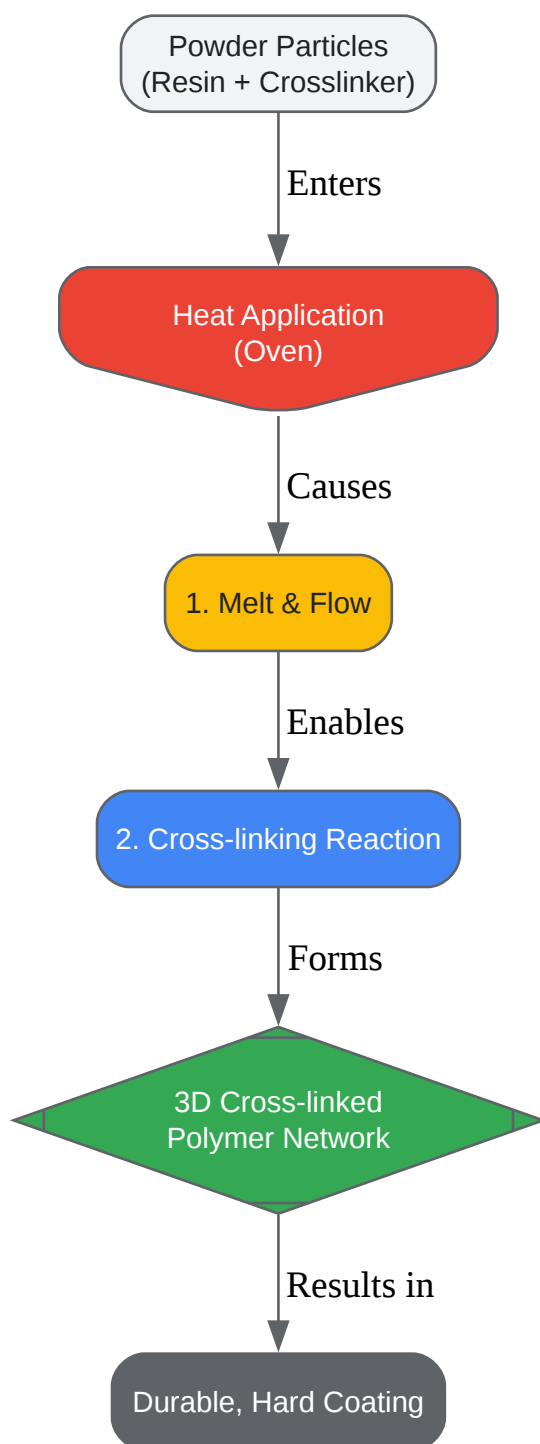 Powder Particles
(Resin + Crosslinker)
Enters
Heat Application
(Oven)
Causes
1. Melt & Flow
Enables
2. Cross-linking Reaction
Forms
3D Cross-linked
Polymer Network
Results in
Durable, Hard Coating